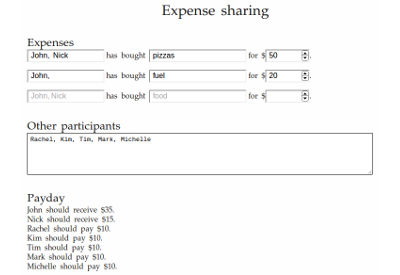 Expense sharing
Expenses
John, Nick has bought pizzas for $ 50 .
John, has bought fuel for $ 20 .
John, Nick has bought food for $ .
Other participants
Rachel, Kim, Tim, Mark, Michelle
Payday
John should receive $35.
Nick should receive $15.
Rachel should pay $10.
Kim should pay $10.
Tim should pay $10.
Mark should pay $10.
Michelle should pay $10.